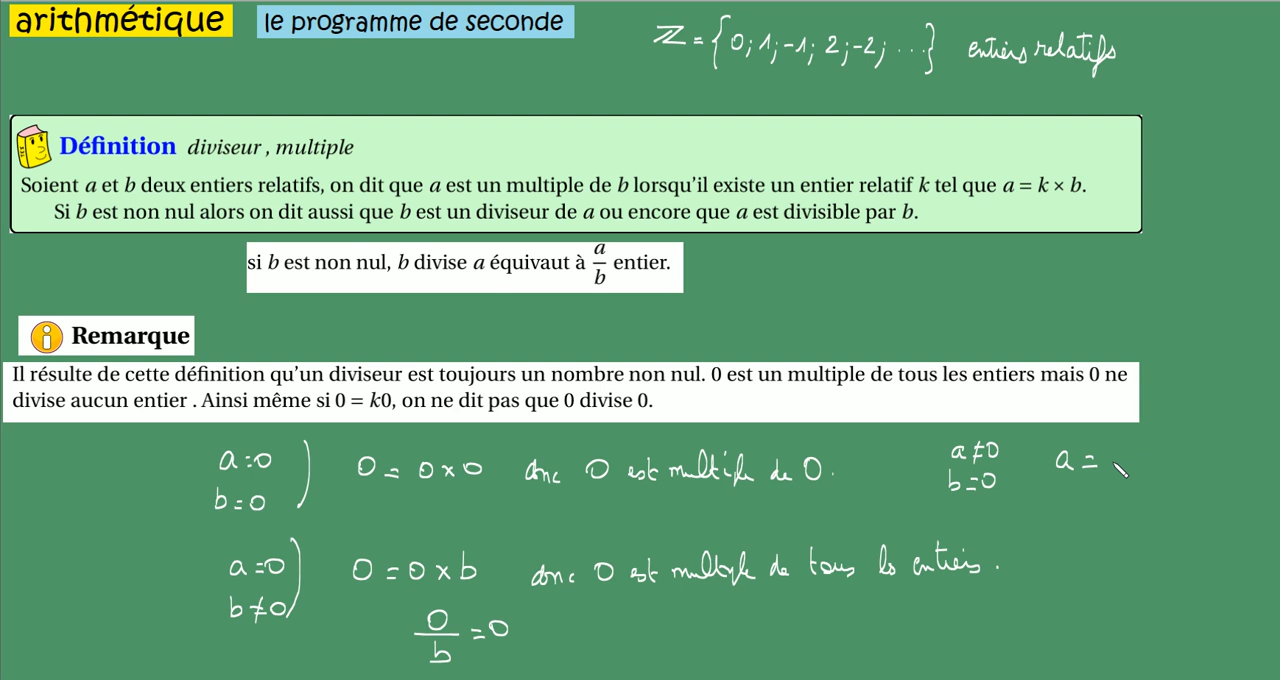 arithmétique le programme de seconde
ℤ = {0; 1; -1; 2; -2; ...} entiers relatifs
Définition diviseur , multiple
Soient a et b deux entiers relatifs, on dit que a est un multiple de b lorsqu'il existe un entier relatif k tel que a = k × b.
Si b est non nul alors on dit aussi que b est un diviseur de a ou encore que a est divisible par b.
si b est non nul, b divise a équivaut à a/b entier.
Remarque
Il résulte de cette définition qu'un diviseur est toujours un nombre non nul. 0 est un multiple de tous les entiers mais 0 ne
divise aucun entier . Ainsi même si 0 = k0, on ne dit pas que 0 divise 0.
a=0
b=0
0 = 0 × 0 donc 0 est multiple de 0.
a≠0
b=0
a =
a=0
b≠0
0 = 0 × b donc 0 est multiple de tous les entiers.
0/b = 0